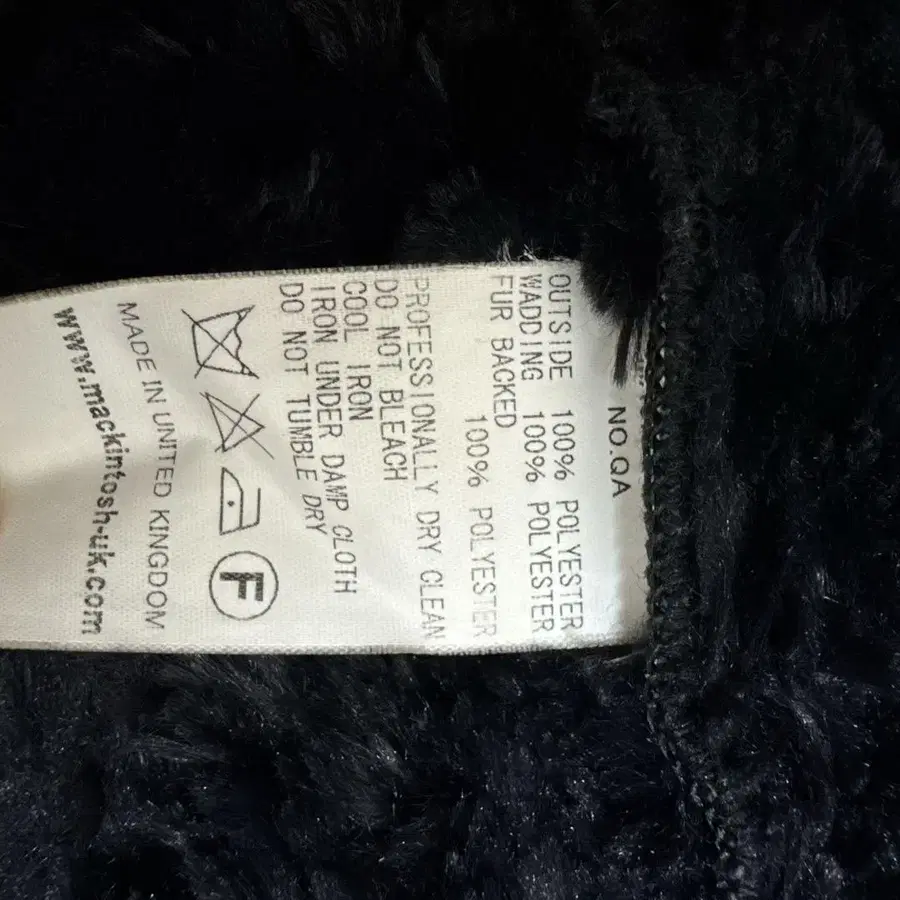 NO.QA
OUTSIDE 100% POLYESTER
WADDING 100% POLYESTER
FUR BACKED
100% POLYESTER
PROFESSIONALLY DRY CLEAN
DO NOT BLEACH
COOL IRON
IRON UNDER DAMP CLOTH
DO NOT TUMBLE DRY
F
MADE IN UNITED KINGDOM
www.mackintosh-uk.com